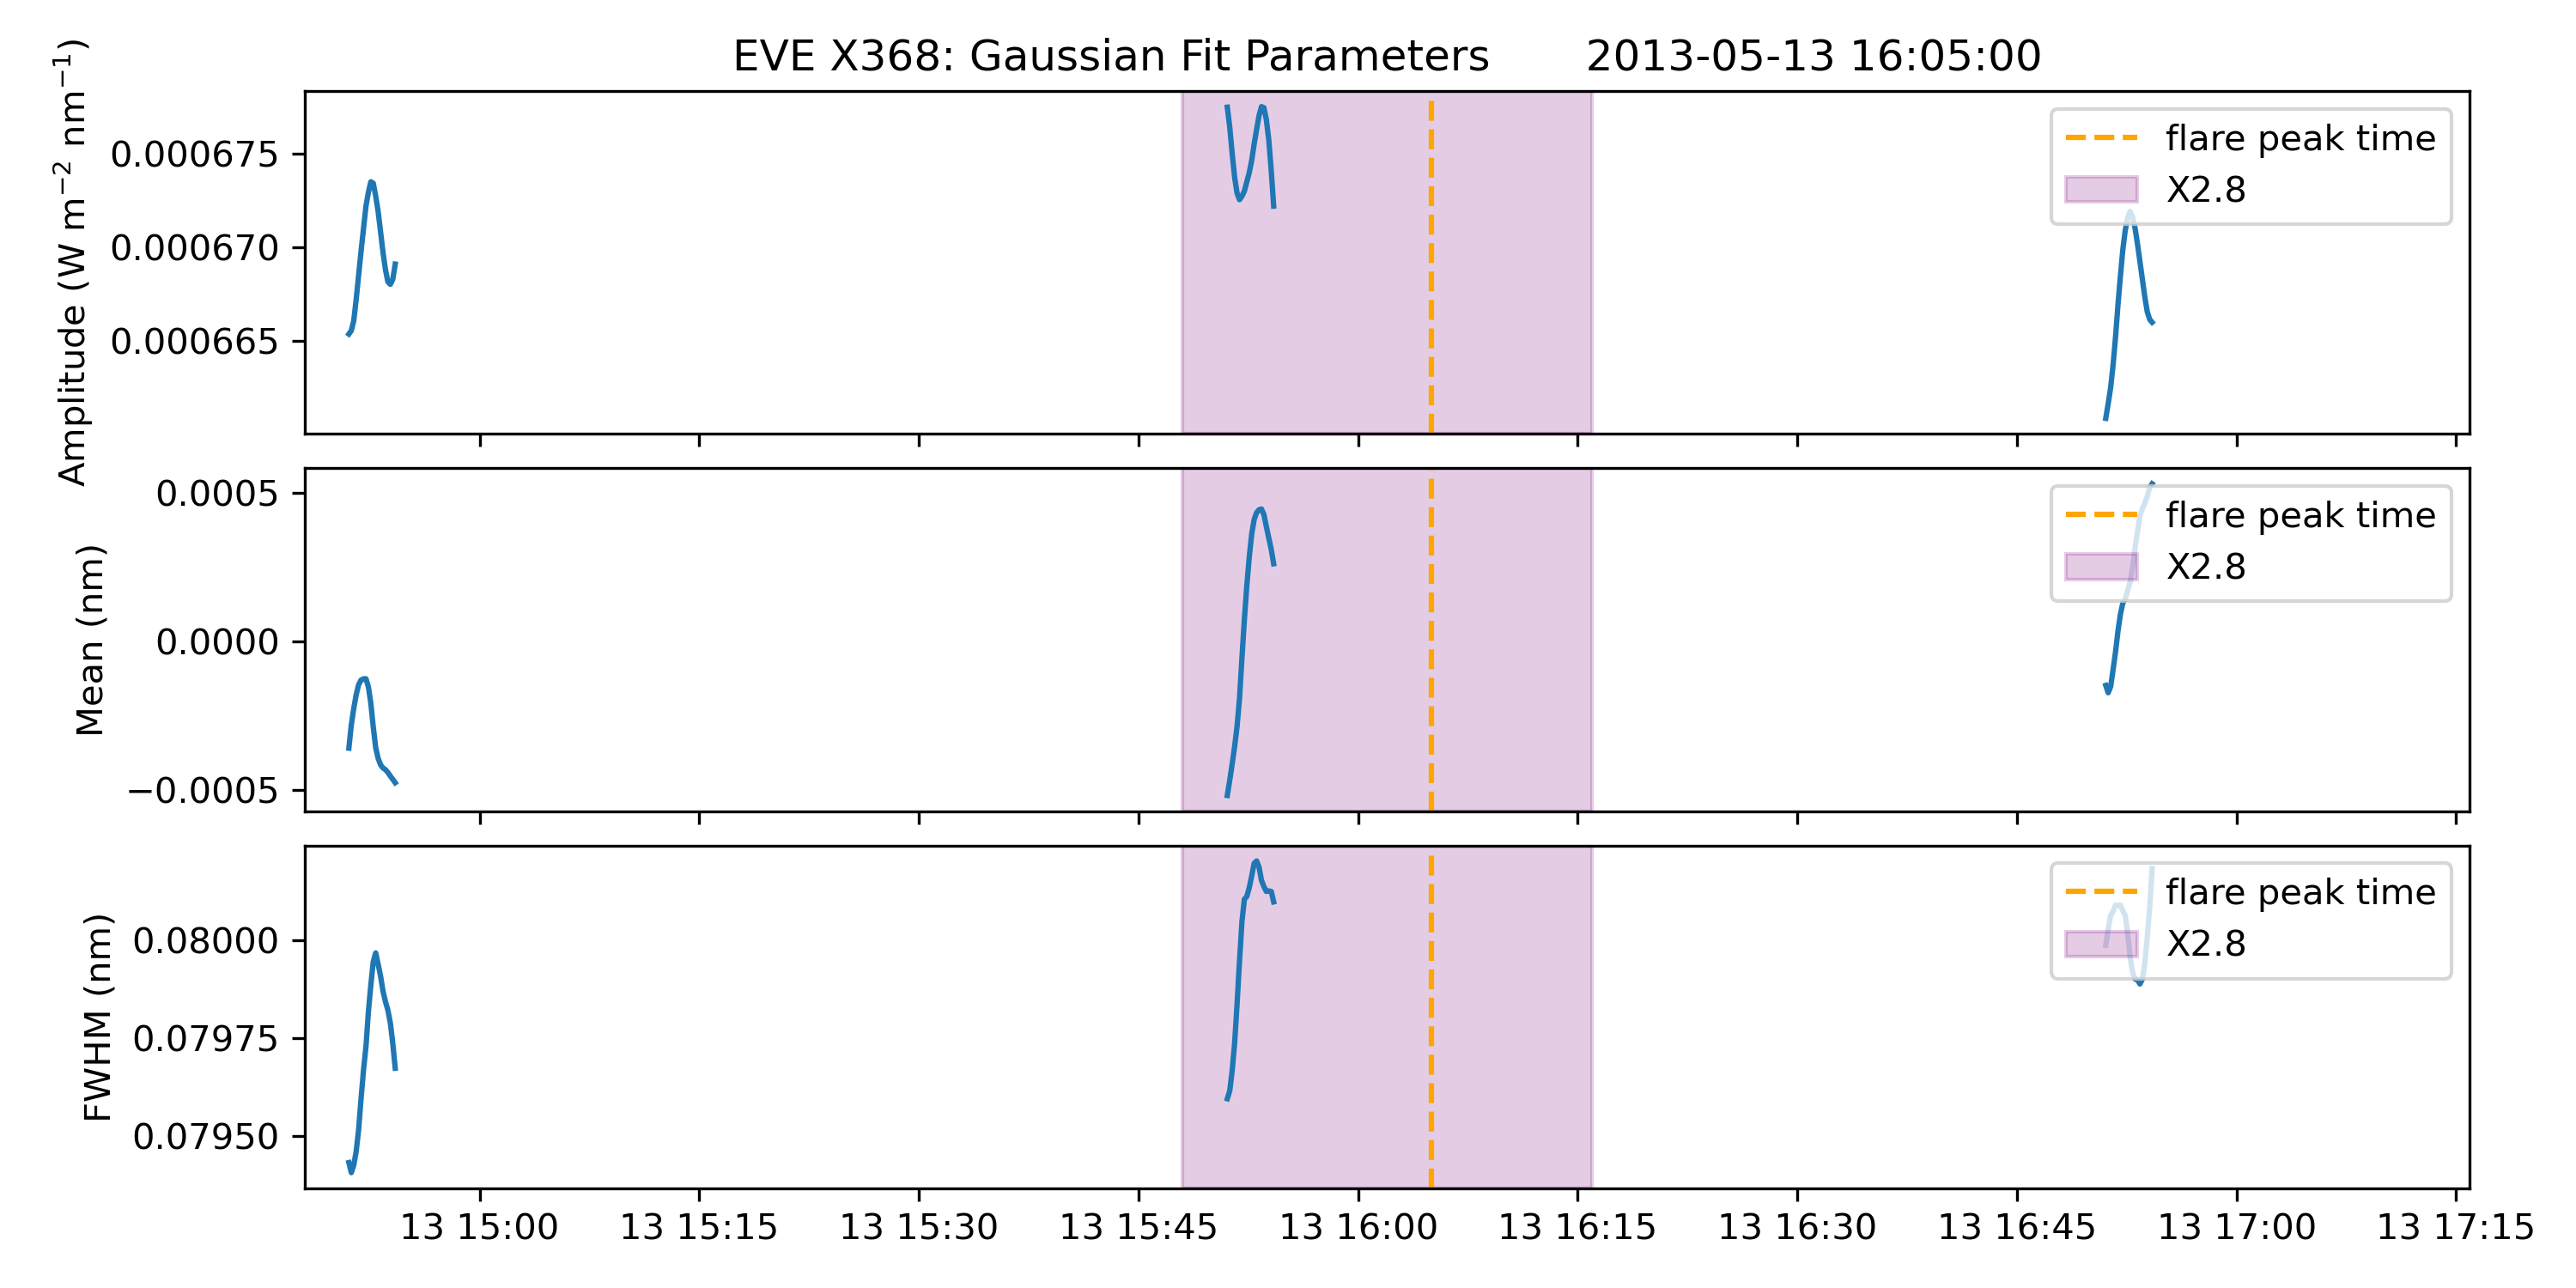 EVE X368: Gaussian Fit Parameters 2013-05-13 16:05:00
Amplitude (W m⁻² nm⁻¹)
0.000675
0.000670
0.000665
flare peak time
X2.8
Mean (nm)
0.0005
0.0000
−0.0005
flare peak time
X2.8
FWHM (nm)
0.08000
0.07975
0.07950
flare peak time
X2.8
13 15:00 13 15:15 13 15:30 13 15:45 13 16:00 13 16:15 13 16:30 13 16:45 13 17:00 13 17:15